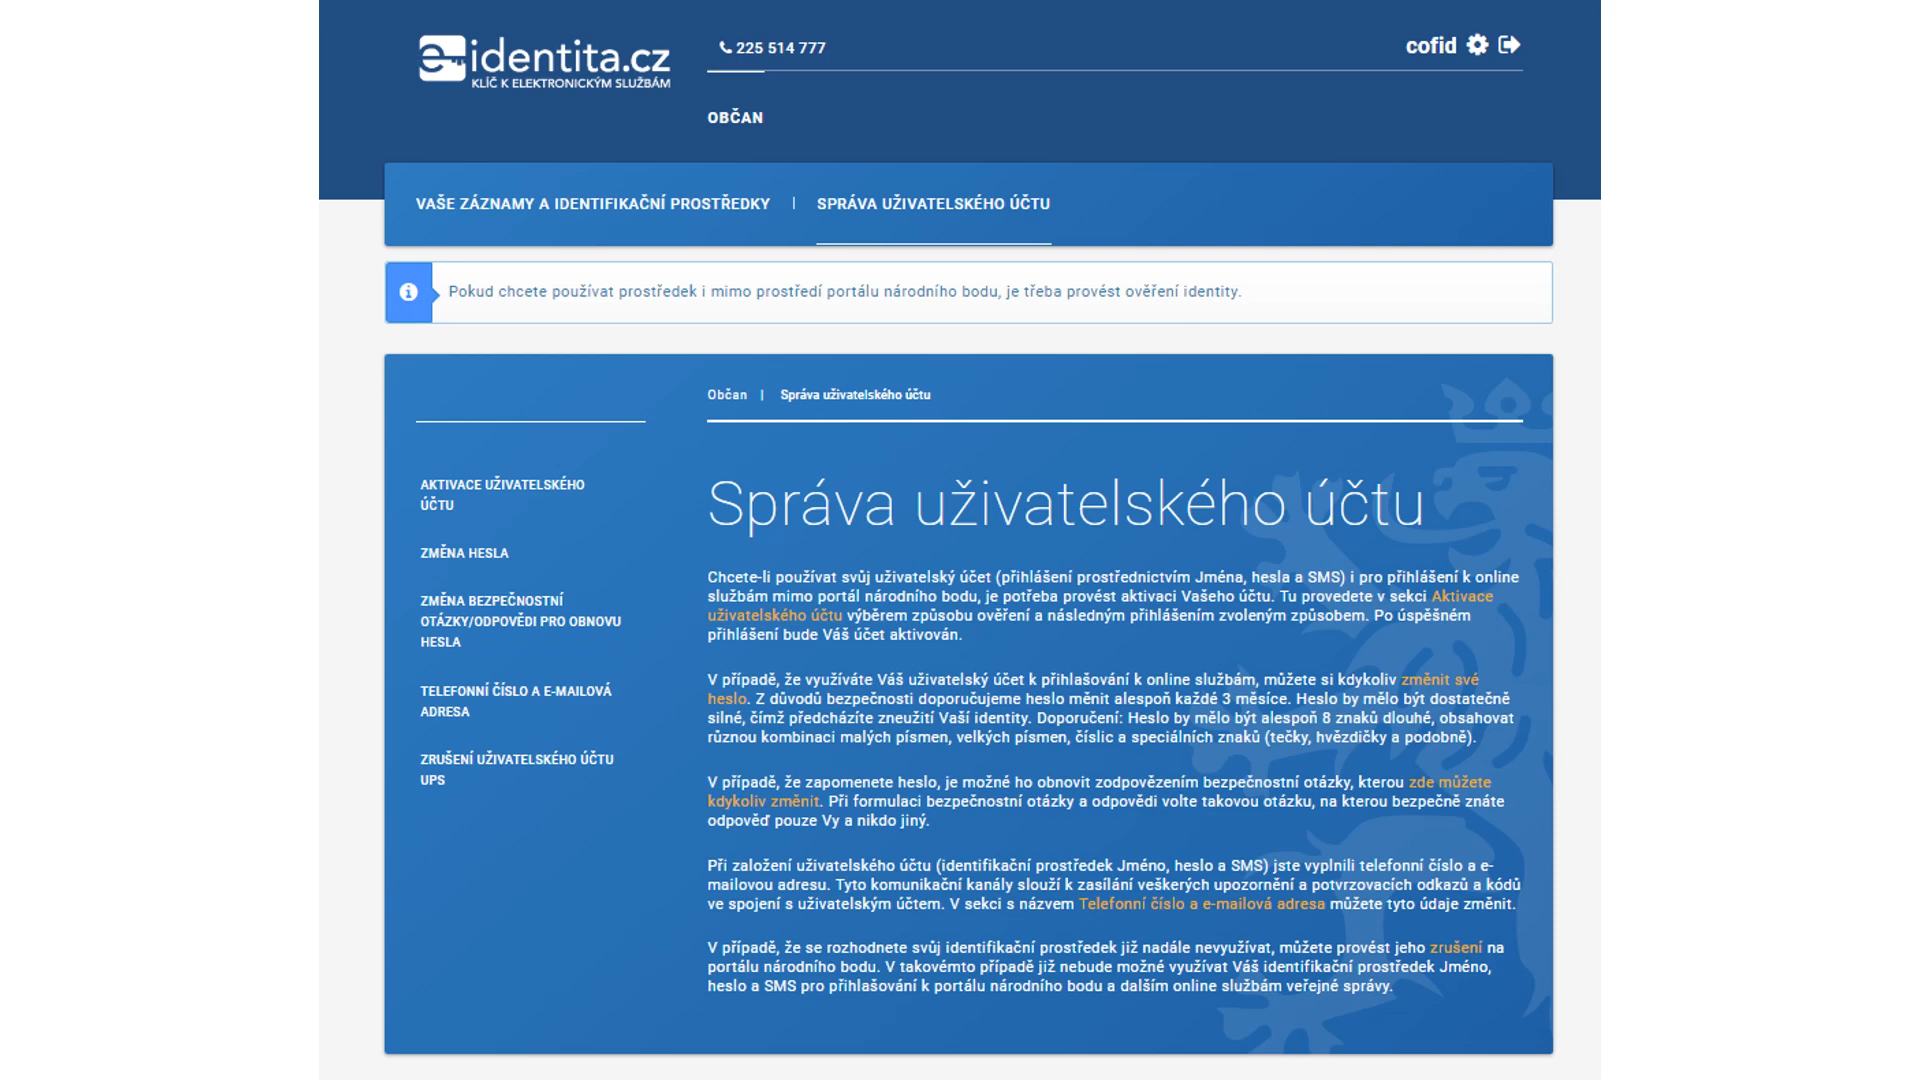 e-identita.cz
KLÍČ K ELEKTRONICKÝM SLUŽBÁM
225 514 777
cofid
OBČAN
VAŠE ZÁZNAMY A IDENTIFIKAČNÍ PROSTŘEDKY | SPRÁVA UŽIVATELSKÉHO ÚČTU
Pokud chcete používat prostředek i mimo prostředí portálu národního bodu, je třeba provést ověření identity.
Občan | Správa uživatelského účtu
AKTIVACE UŽIVATELSKÉHO
ÚČTU
ZMĚNA HESLA
ZMĚNA BEZPEČNOSTNÍ
OTÁZKY/ODPOVĚDI PRO OBNOVU
HESLA
TELEFONNÍ ČÍSLO A E-MAILOVÁ
ADRESA
ZRUŠENÍ UŽIVATELSKÉHO ÚČTU
UPS
Správa uživatelského účtu
Chcete-li používat svůj uživatelský účet (přihlášení prostřednictvím Jména, hesla a SMS) i pro přihlášení k online
službám mimo portál národního bodu, je potřeba provést aktivaci Vašeho účtu. Tu provedete v sekci Aktivace
uživatelského účtu výběrem způsobu ověření a následným přihlášením zvoleným způsobem. Po úspěšném
přihlášení bude Váš účet aktivován.
V případě, že využíváte Váš uživatelský účet k přihlašování k online službám, můžete si kdykoliv změnit své
heslo. Z důvodů bezpečnosti doporučujeme heslo měnit alespoň každé 3 měsíce. Heslo by mělo být dostatečně
silné, čímž předcházíte zneužití Vaší identity. Doporučení: Heslo by mělo být alespoň 8 znaků dlouhé, obsahovat
různou kombinaci malých písmen, velkých písmen, číslic a speciálních znaků (tečky, hvězdičky a podobně).
V případě, že zapomenete heslo, je možné ho obnovit zodpovězením bezpečnostní otázky, kterou zde můžete
kdykoliv změnit. Při formulaci bezpečnostní otázky a odpovědi volte takovou otázku, na kterou bezpečně znáte
odpověď pouze Vy a nikdo jiný.
Při založení uživatelského účtu (identifikační prostředek Jméno, heslo a SMS) jste vyplnili telefonní číslo a e-
mailovou adresu. Tyto komunikační kanály slouží k zasílání veškerých upozornění a potvrzovacích odkazů a kódů
ve spojení s uživatelským účtem. V sekci s názvem Telefonní číslo a e-mailová adresa můžete tyto údaje změnit.
V případě, že se rozhodnete svůj identifikační prostředek již nadále nevyužívat, můžete provést jeho zrušení na
portálu národního bodu. V takovémto případě již nebude možné využívat Váš identifikační prostředek Jméno,
heslo a SMS pro přihlašování k portálu národního bodu a dalším online službám veřejné správy.